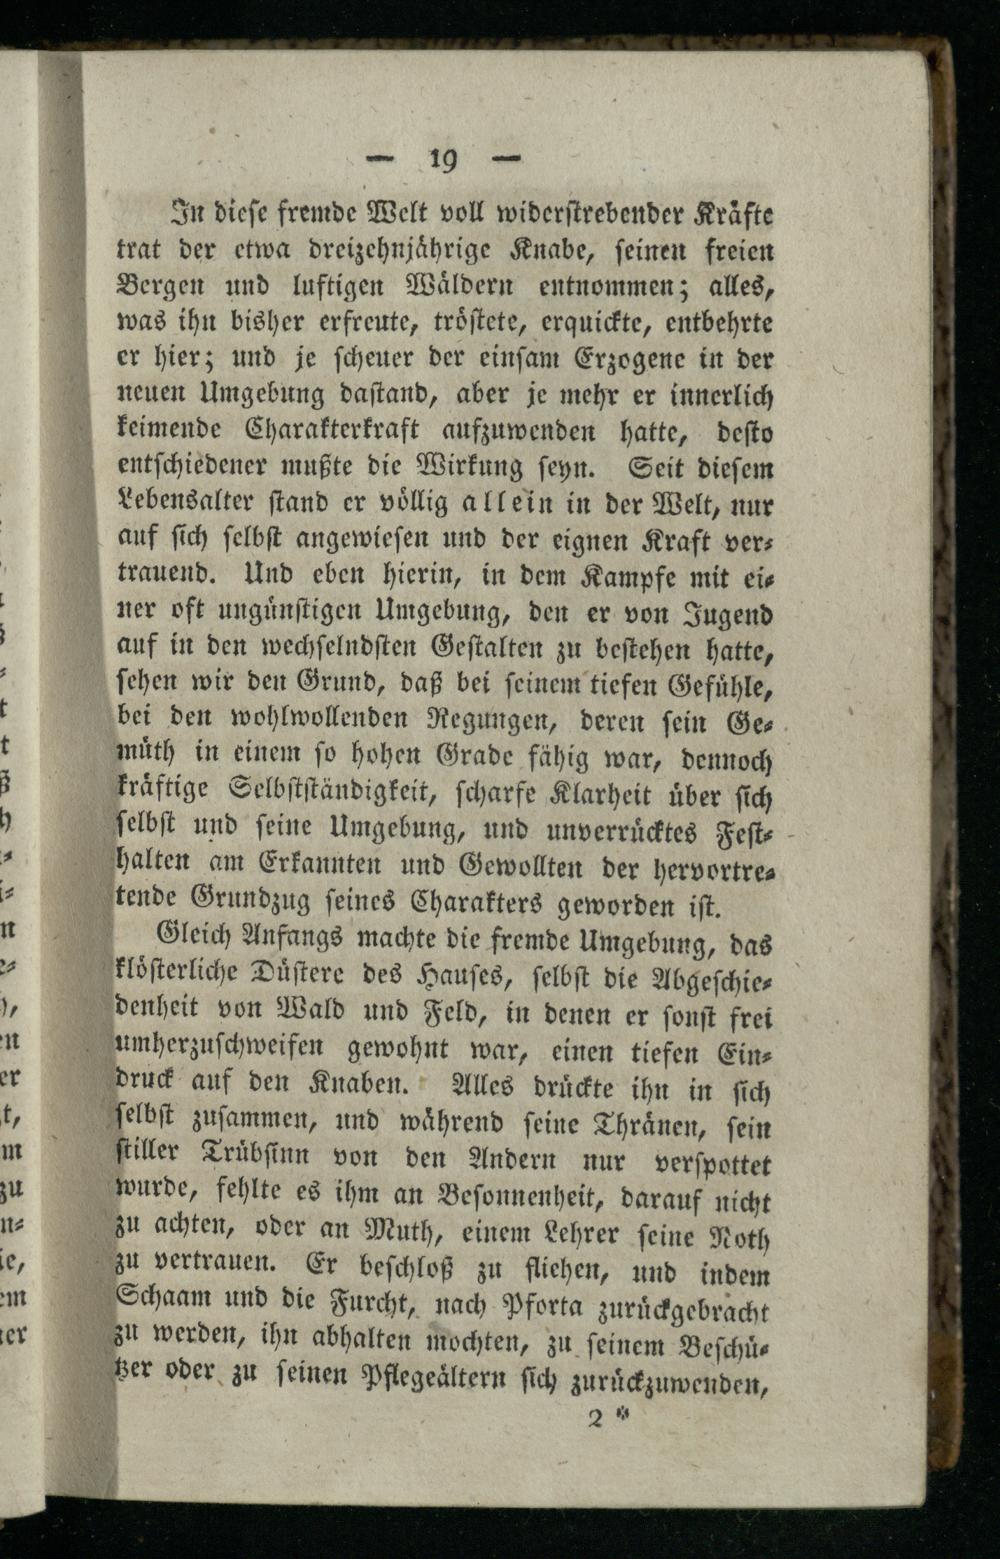 — 19 —
In diese fremde Welt voll widerstrebender Kräfte
trat der etwa dreizehnjährige Knabe, seinen freien
Bergen und luftigen Wäldern entnommen; alles,
was ihn bisher erfreute, tröstete, erquickte, entbehrte
er hier; und je scheuer der einsam Erzogene in der
neuen Umgebung dastand, aber je mehr er innerlich
keimende Charakterkraft aufzuwenden hatte, desto
entschiedener mußte die Wirkung seyn. Seit diesem
Lebensalter stand er völlig allein in der Welt, nur
auf sich selbst angewiesen und der eignen Kraft ver-
trauend. Und eben hierin, in dem Kampfe mit ei-
ner oft ungünstigen Umgebung, den er von Jugend
auf in den wechselndsten Gestalten zu bestehen hatte,
sehen wir den Grund, daß bei seinem tiefen Gefühle,
bei den wohlwollenden Regungen, deren sein Ge-
müth in einem so hohen Grade fähig war, dennoch
kräftige Selbstständigkeit, scharfe Klarheit über sich
selbst und seine Umgebung, und unverrücktes Fest-
halten am Erkannten und Gewollten der hervortre-
tende Grundzug seines Charakters geworden ist.
Gleich Anfangs machte die fremde Umgebung, das
klösterliche Düstere des Hauses, selbst die Abgeschie-
denheit von Wald und Feld, in denen er sonst frei
umherzuschweifen gewohnt war, einen tiefen Ein-
druck auf den Knaben. Alles drückte ihn in sich
selbst zusammen, und während seine Thränen, sein
stiller Trübsinn von den Andern nur verspottet
wurde, fehlte es ihm an Besonnenheit, darauf nicht
zu achten, oder an Muth, einem Lehrer seine Noth
zu vertrauen. Er beschloß zu fliehen, und indem
Schaam und die Furcht, nach Pforta zurückgebracht
zu werden, ihn abhalten mochten, zu seinem Beschü-
tzer oder zu seinen Pflegeältern sich zurückzuwenden,
2 *